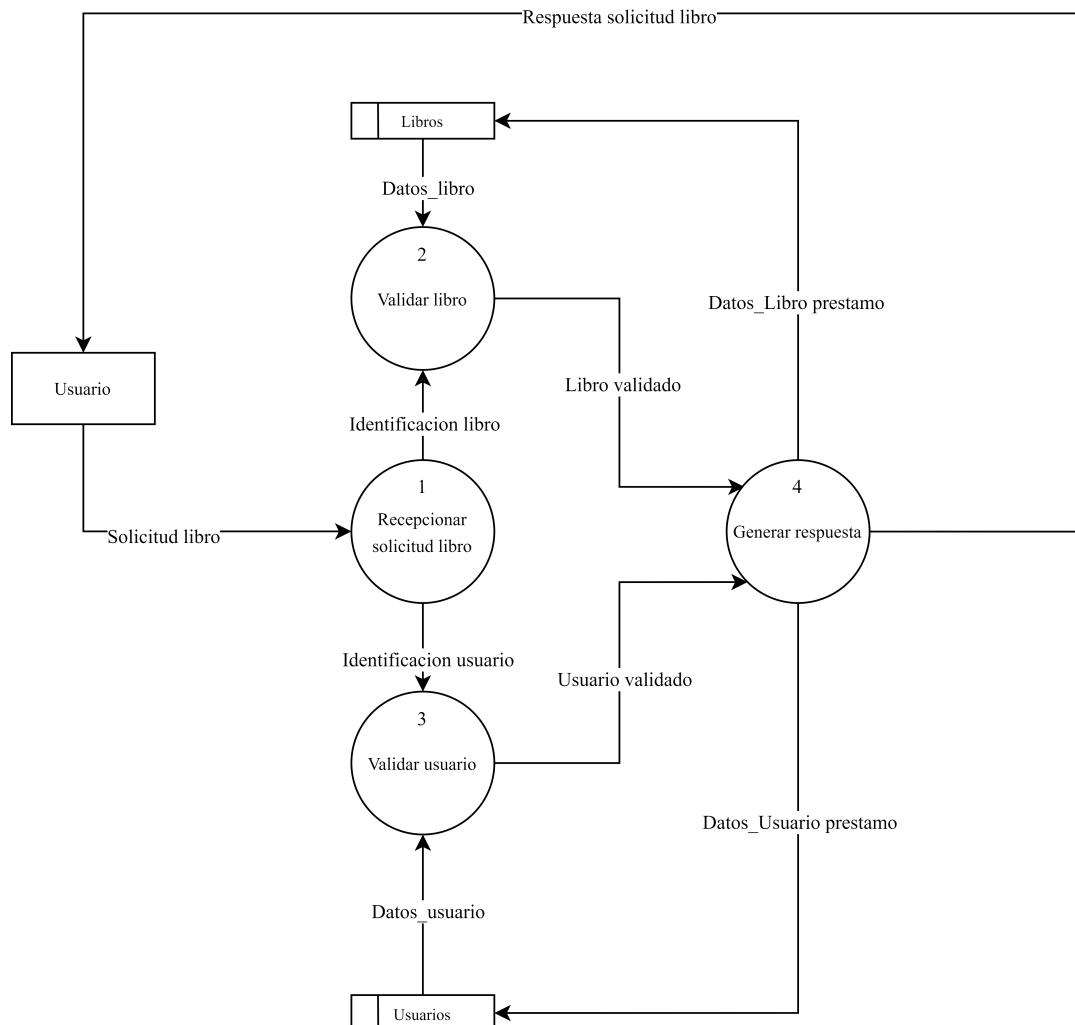 Respuesta solicitud libro
Libros
Datos_libro
2
Validar libro
Datos_Libro prestamo
Usuario
Libro validado
Identificacion libro
1
Recepcionar
solicitud libro
Solicitud libro
4
Generar respuesta
Identificacion usuario
Usuario validado
3
Validar usuario
Datos_Usuario prestamo
Datos_usuario
Usuarios